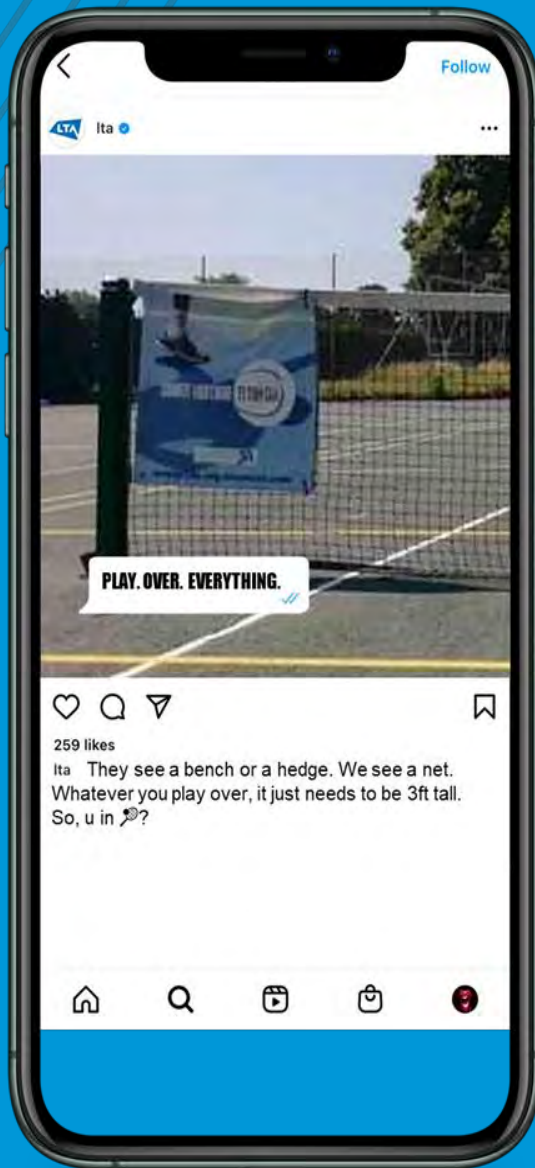 Follow
LTA
lta
PLAY. OVER. EVERYTHING.
259 likes
lta They see a bench or a hedge. We see a net.
Whatever you play over, it just needs to be 3ft tall.
So, u in 🎾?